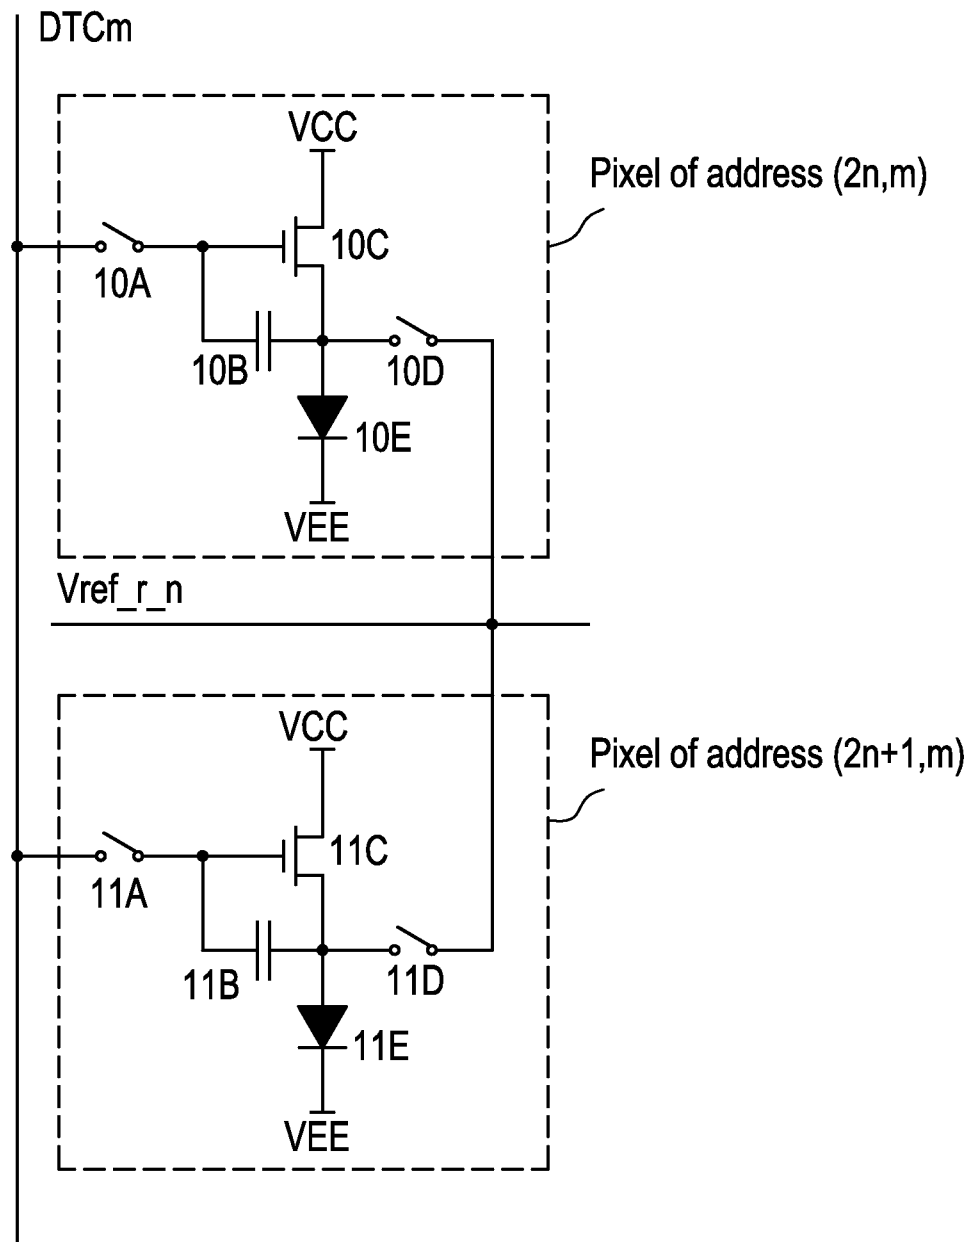 DTCm
VCC
Pixel of address (2n,m)
10C
10A
10B
10D
10E
VEE
Vref_r_n
VCC
Pixel of address (2n+1,m)
11C
11A
11B
11D
11E
VEE